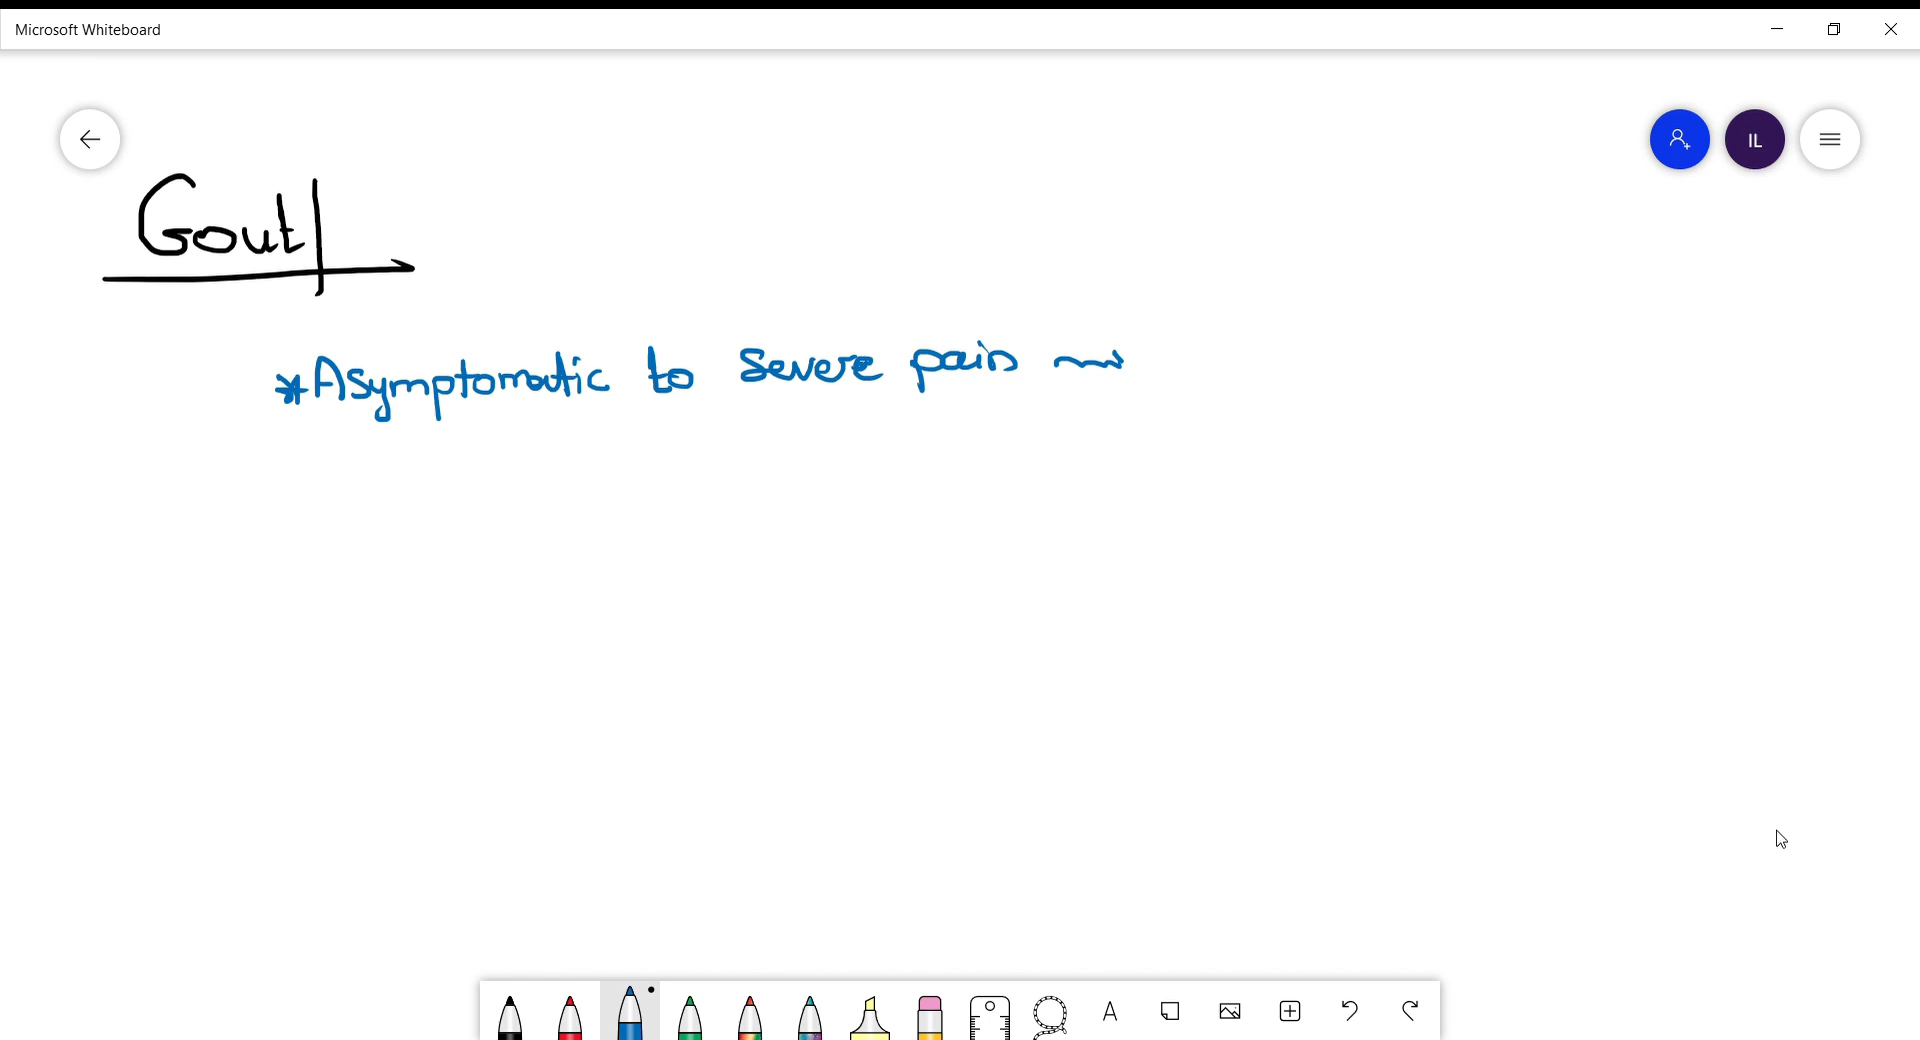 Microsoft Whiteboard
IL
Gout
*Asymptomatic to severe pain
A